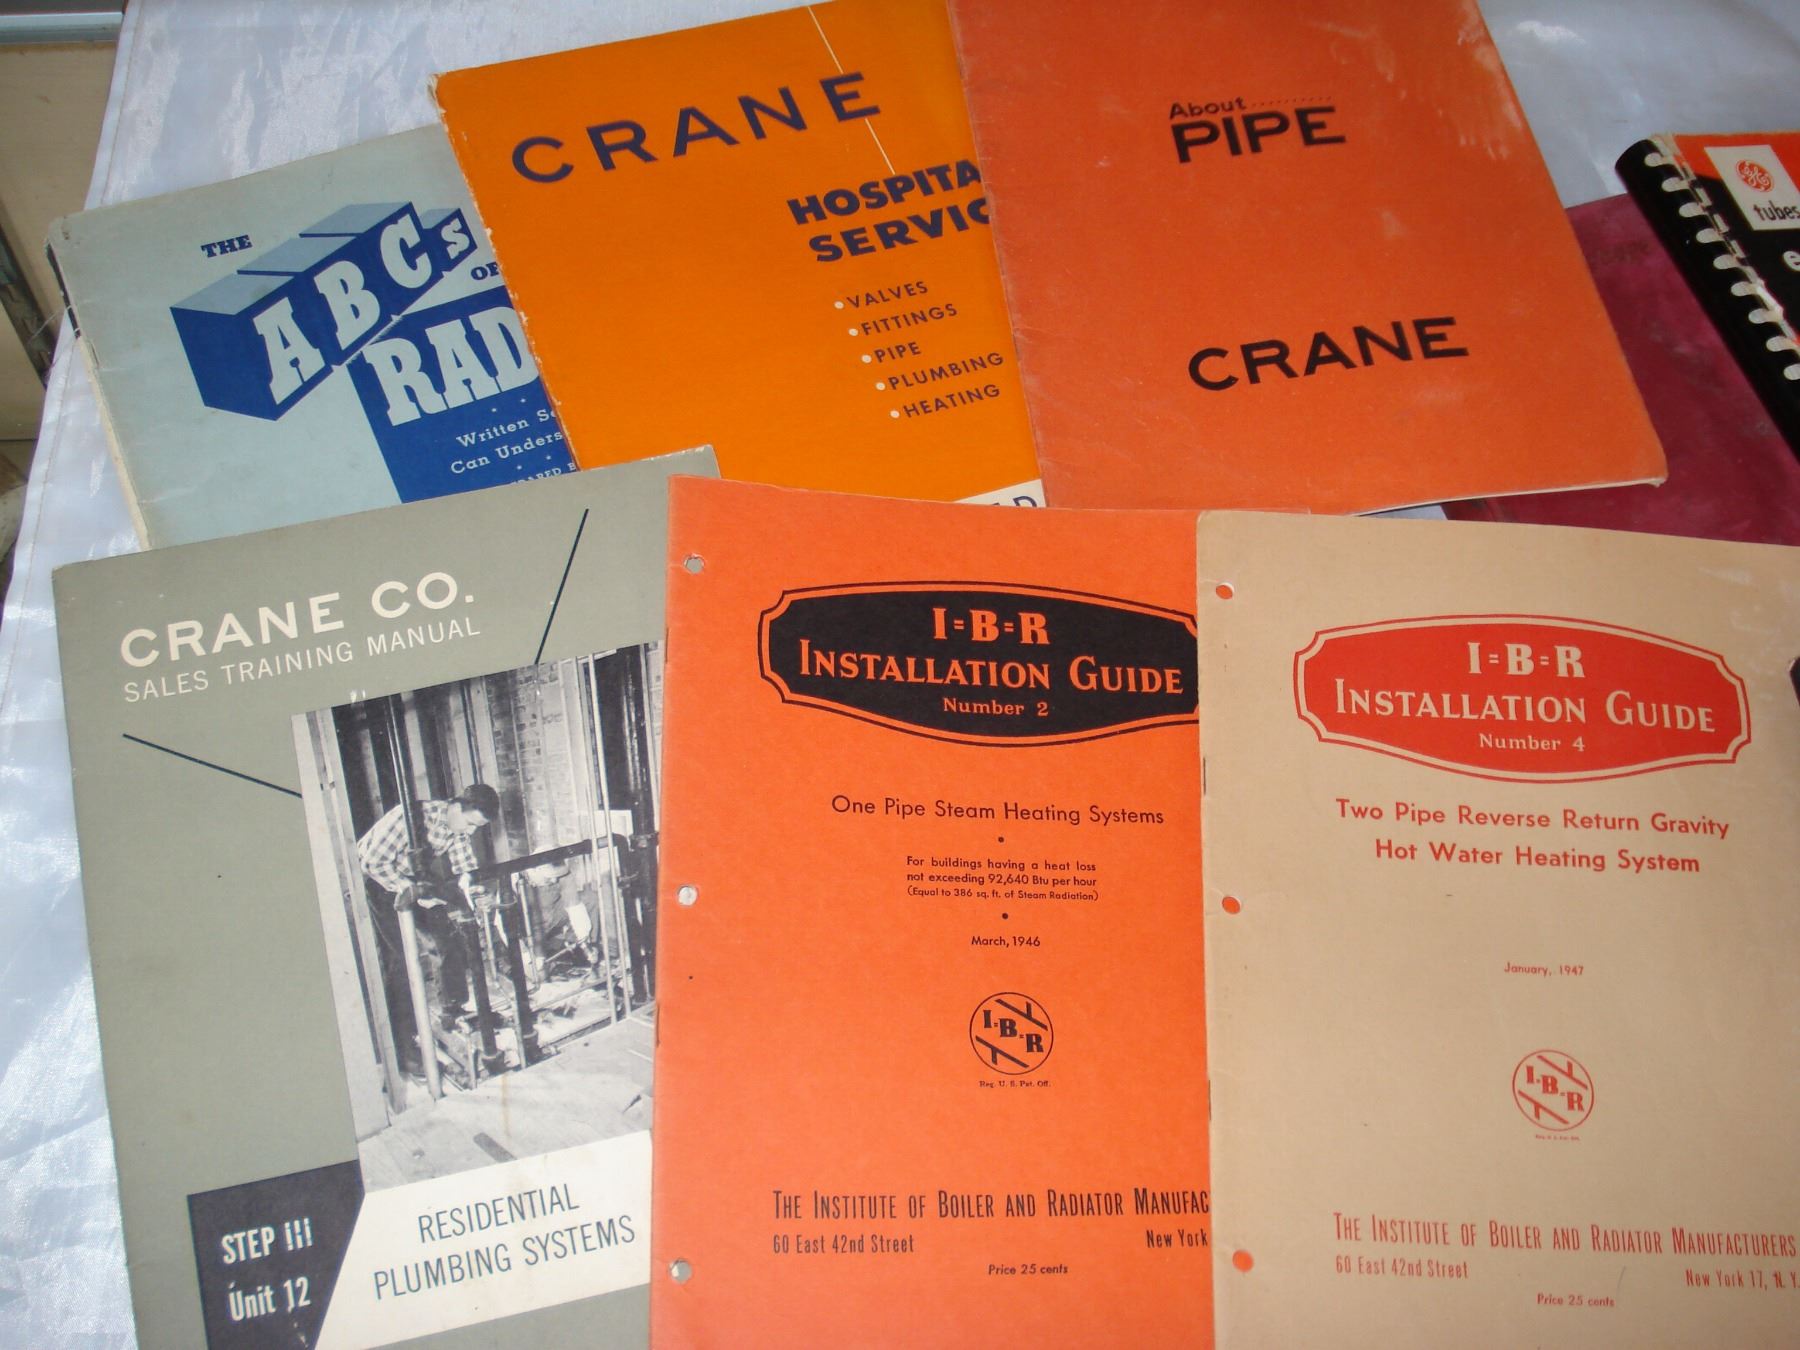 THE
ABCs
OF
RAD
Written
Can Unders
CRANE
HOSPITA
SERVIC
• VALVES
• FITTINGS
• PIPE
• PLUMBING
• HEATING
About..........
PIPE
CRANE
tubes
CRANE CO.
SALES TRAINING MANUAL
STEP III
Unit 12
RESIDENTIAL
PLUMBING SYSTEMS
I=B=R
INSTALLATION GUIDE
Number 2
One Pipe Steam Heating Systems
•
For buildings having a heat loss
not exceeding 92,640 Btu per hour
(Equal to 386 sq. ft. of Steam Radiation)
•
March, 1946
I=B=R
Reg. U. S. Pat. Off.
THE INSTITUTE OF BOILER AND RADIATOR MANUFAC
60 East 42nd Street
New York
Price 25 cents
I=B=R
INSTALLATION GUIDE
Number 4
Two Pipe Reverse Return Gravity
Hot Water Heating System
January, 1947
I=B=R
THE INSTITUTE OF BOILER AND RADIATOR MANUFACTURERS
60 East 42nd Street
New York 17, N. Y.
Price 25 cents